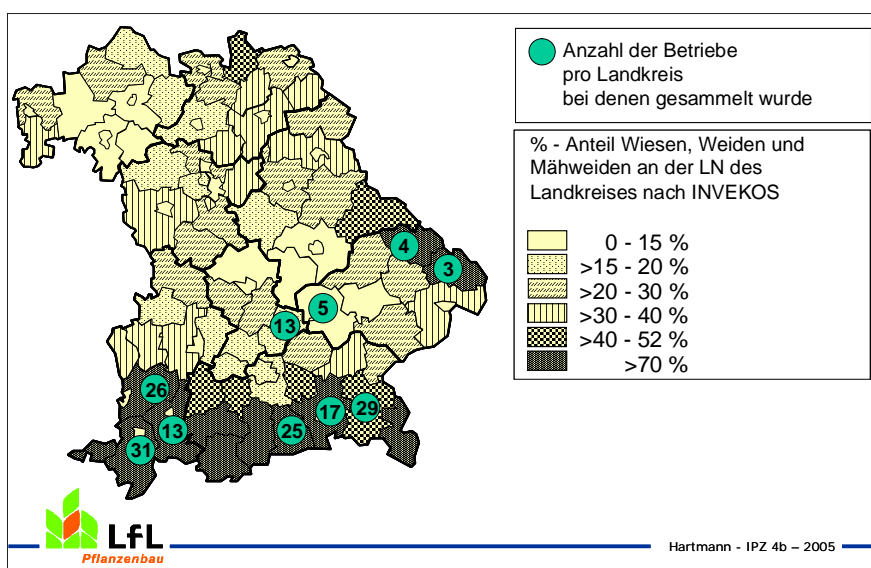 Anzahl der Betriebe
pro Landkreis
bei denen gesammelt wurde
% - Anteil Wiesen, Weiden und
Mähweiden an der LN des
Landkreises nach INVEKOS
0 - 15 %
>15 - 20 %
>20 - 30 %
>30 - 40 %
>40 - 52 %
>70 %
4
3
5
13
26
17
29
13
25
31
LfL
Pflanzenbau
Hartmann - IPZ 4b – 2005